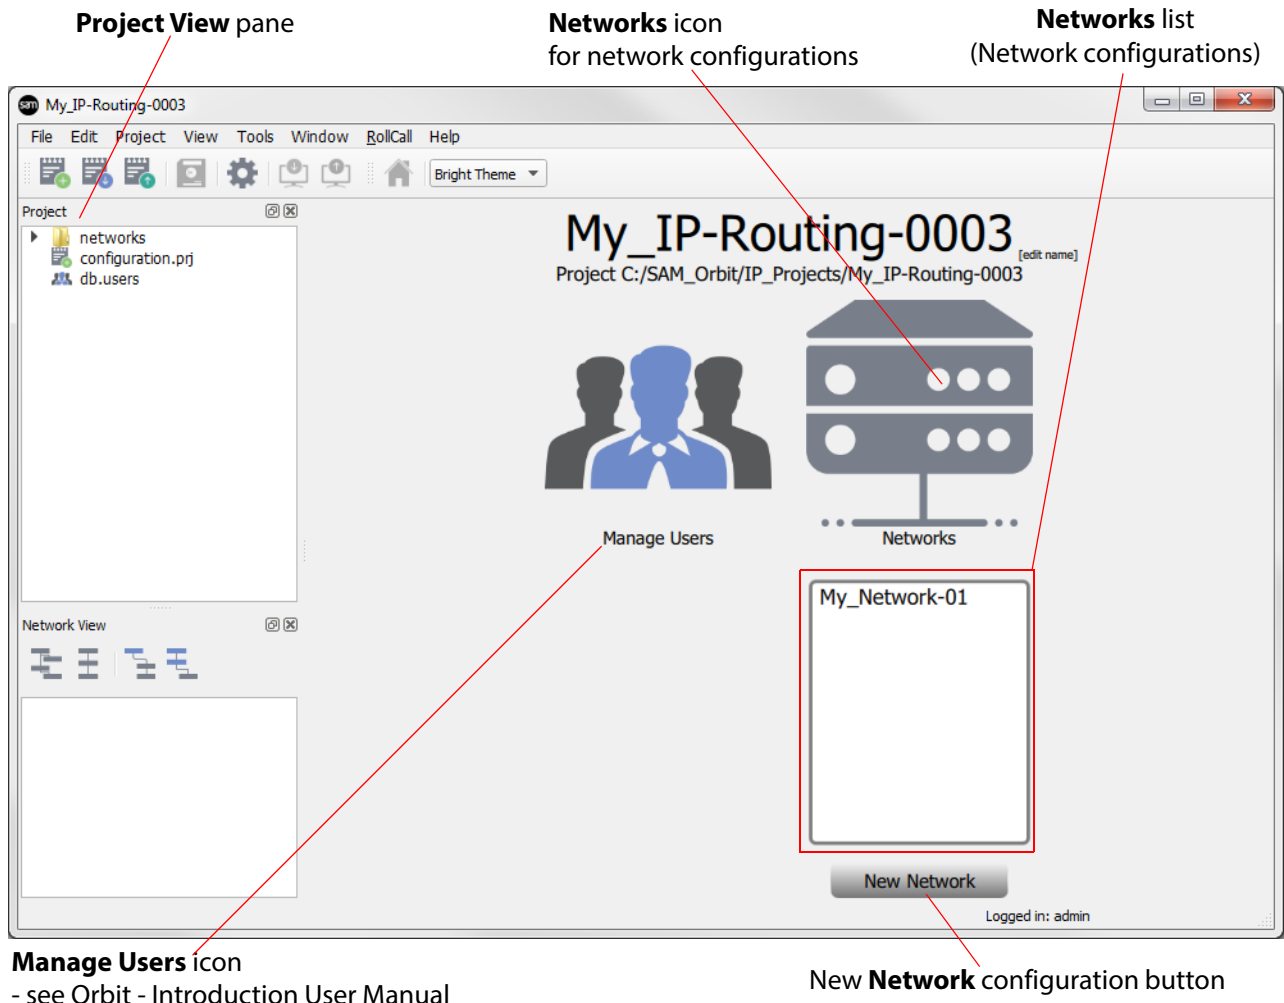 Project View pane
Networks icon
for network configurations
Networks list
(Network configurations)
sam My_IP-Routing-0003
File Edit Project View Tools Window RollCall Help
Bright Theme
Project
networks
configuration.prj
db.users
My_IP-Routing-0003 [edit name]
Project C:/SAM_Orbit/IP_Projects/My_IP-Routing-0003
Manage Users
Networks
My_Network-01
Network View
New Network
Logged in: admin
Manage Users icon
- see Orbit - Introduction User Manual
New Network configuration button